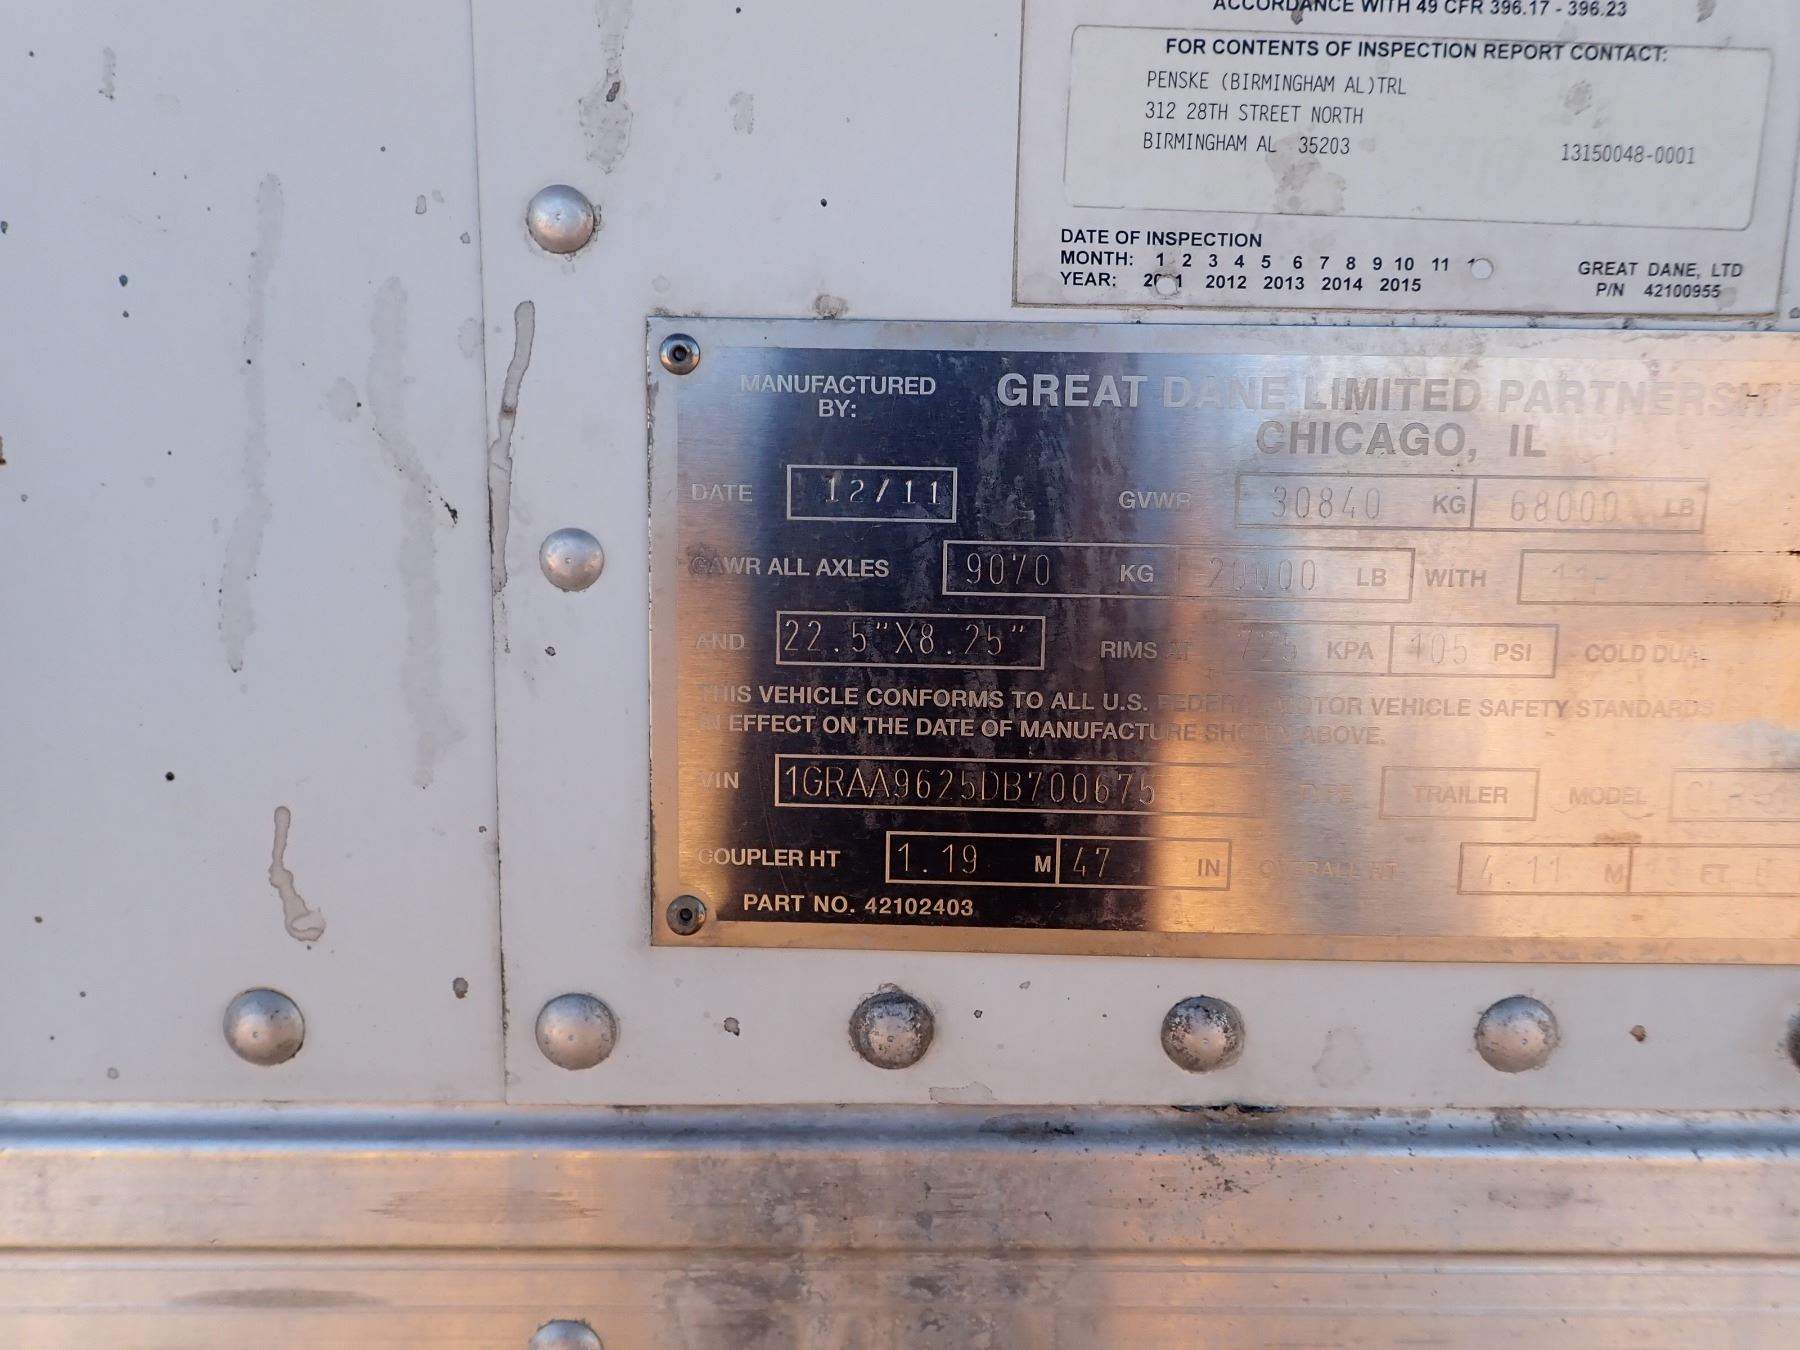 ACCORDANCE WITH 49 CFR 396.17 - 396.23
FOR CONTENTS OF INSPECTION REPORT CONTACT:
PENSKE (BIRMINGHAM AL)TRL
312 28TH STREET NORTH
BIRMINGHAM AL 35203 13150048-0001
DATE OF INSPECTION
MONTH: 1 2 3 4 5 6 7 8 9 10 11
YEAR: 2012 2013 2014 2015
GREAT DANE, LTD
P/N 42100955
MANUFACTURED BY: GREAT DANE LIMITED PARTNERSHIP
CHICAGO, IL
DATE 12/11 GVWR 30840 KG 68000 LB
GAWR ALL AXLES 9070 KG 20000 LB WITH
AND 22.5"X8.25" RIMS AT 725 KPA 105 PSI COLD DUAL
THIS VEHICLE CONFORMS TO ALL U.S. FEDERAL MOTOR VEHICLE SAFETY STANDARDS
IN EFFECT ON THE DATE OF MANUFACTURE SHOWN ABOVE.
VIN 1GRAA9625DB700675 TYPE TRAILER MODEL
COUPLER HT 1.19 M 47 IN OVERALL HT 4.11 M 13 FT 6
PART NO. 42102403